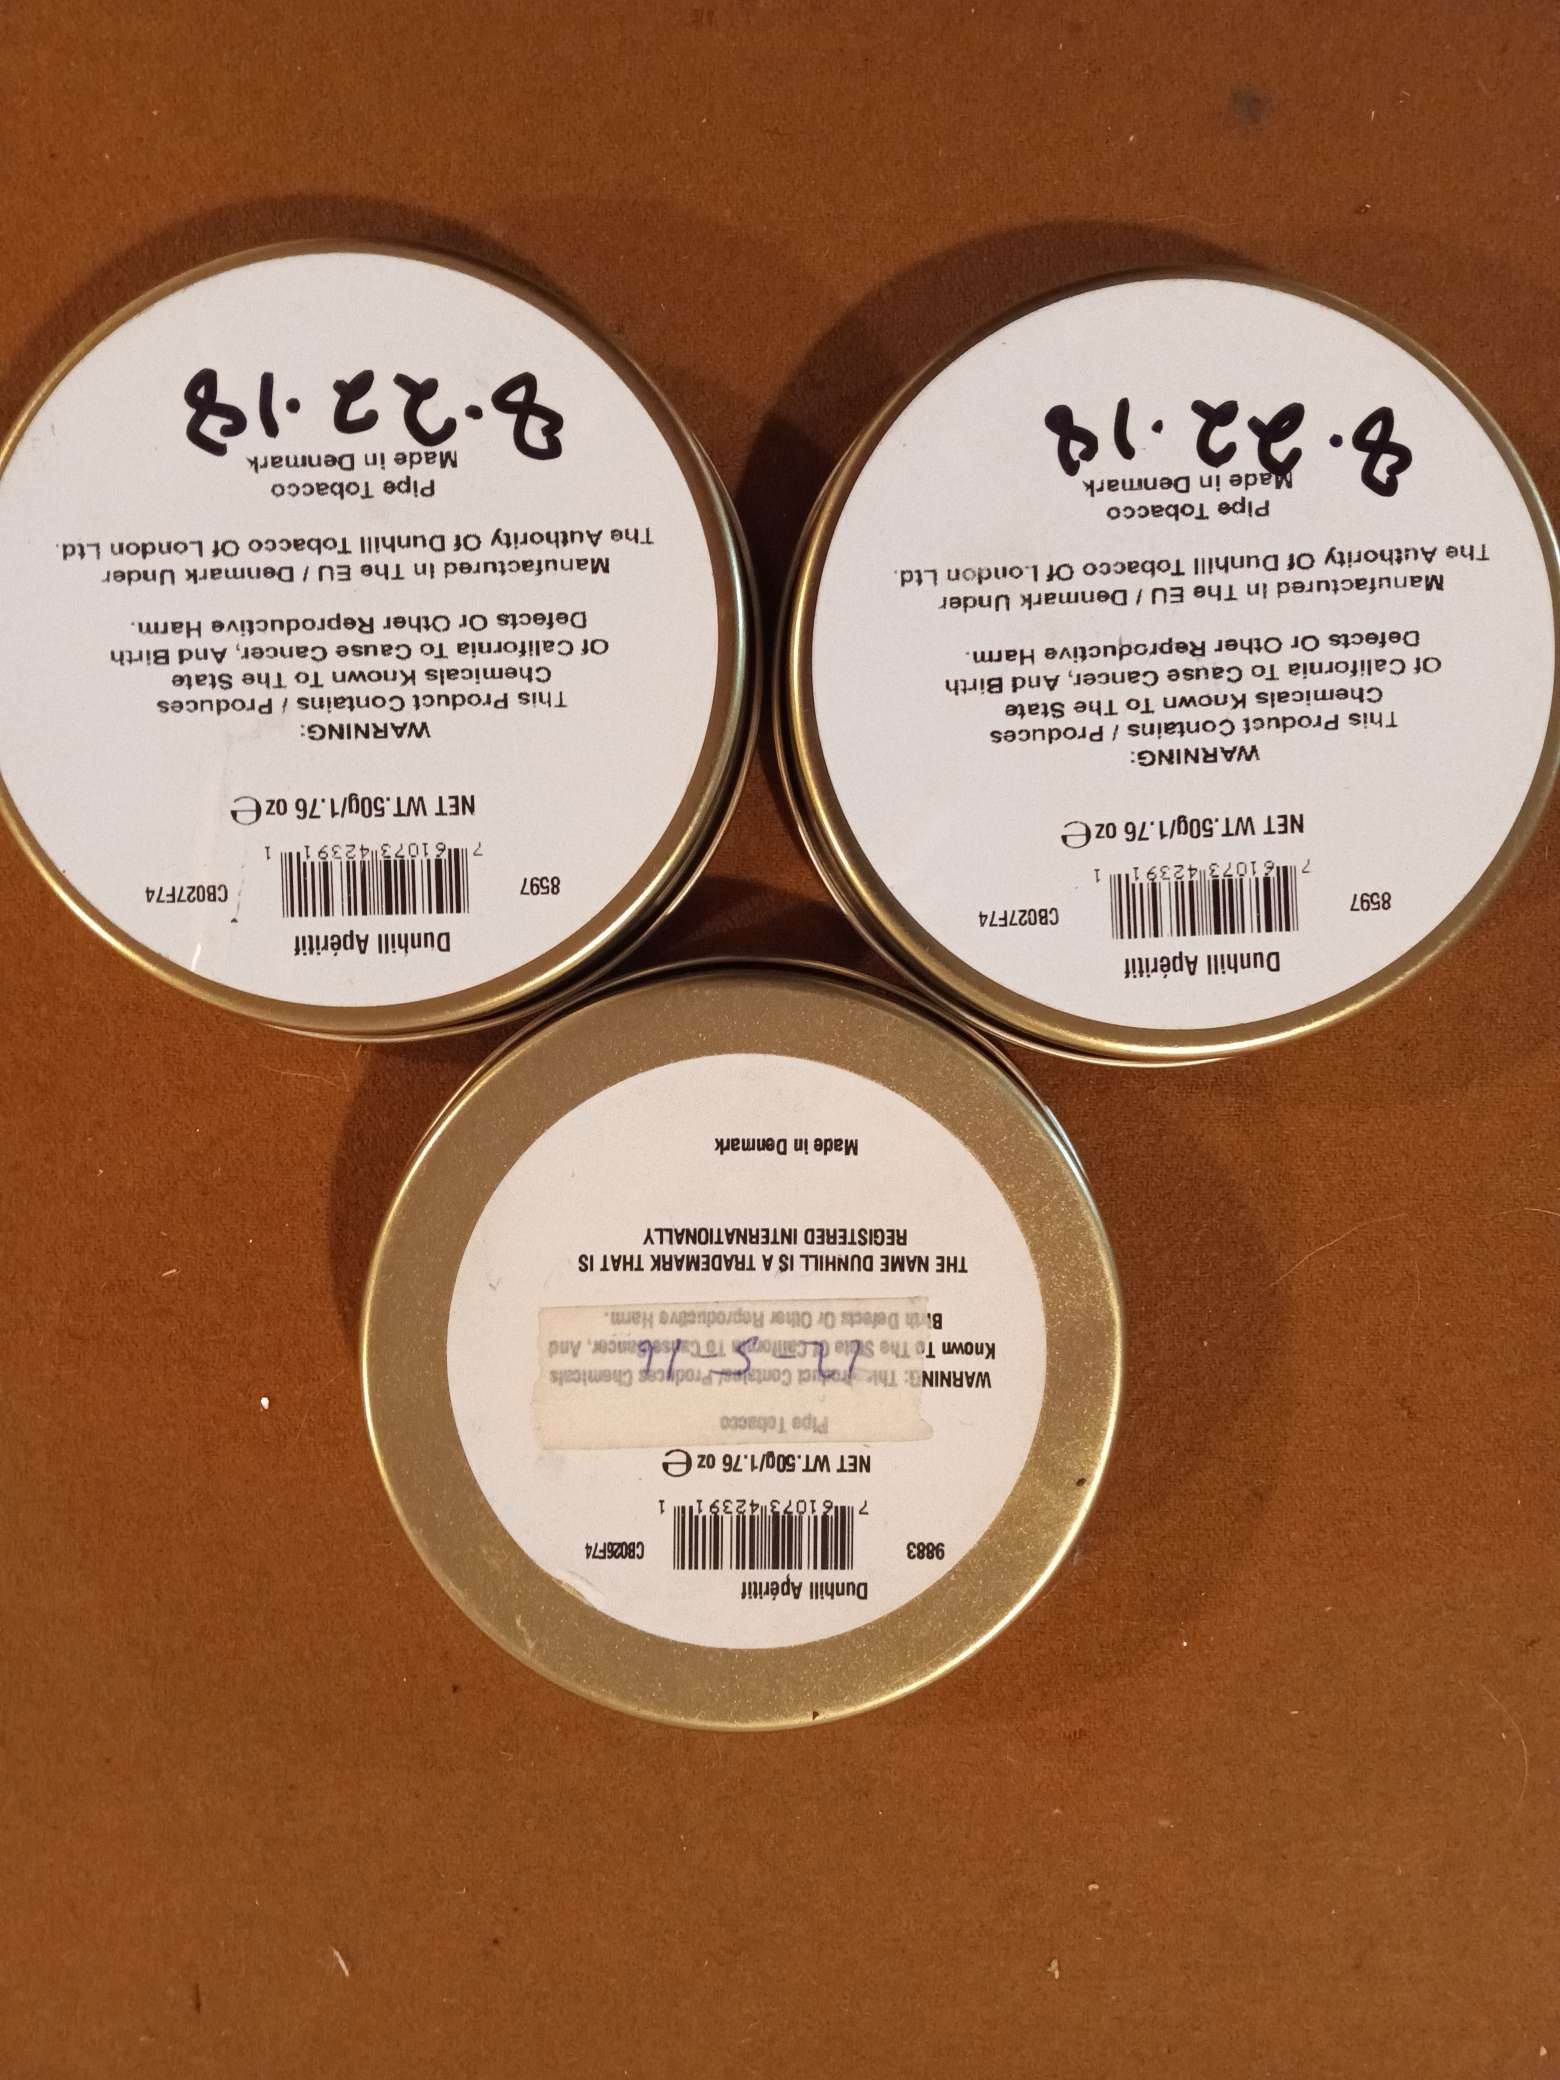 Dunhill Apéritif
9883 CB026F74
7 61073 42391 1
NET WT.50g/1.76 oz ℮
Pipe Tobacco
WARNING: This Product Contains/ Produces Chemicals
Known To The State Of California To Cause Cancer, And
12-5-16
Birth Defects Or Other Reproductive Harm.
THE NAME DUNHILL IS A TRADEMARK THAT IS
REGISTERED INTERNATIONALLY
Made in Denmark
Dunhill Apéritif
8597 CB027F74
7 61073 42391 1
NET WT.50g/1.76 oz ℮
WARNING:
This Product Contains / Produces
Chemicals Known To The State
Of California To Cause Cancer, And Birth
Defects Or Other Reproductive Harm.
Manufactured In The EU / Denmark Under
The Authority Of Dunhill Tobacco Of London Ltd.
Pipe Tobacco
Made in Denmark
8.22.18
Dunhill Apéritif
8597 CB027F74
7 61073 42391 1
NET WT.50g/1.76 oz ℮
WARNING:
This Product Contains / Produces
Chemicals Known To The State
Of California To Cause Cancer, And Birth
Defects Or Other Reproductive Harm.
Manufactured In The EU / Denmark Under
The Authority Of Dunhill Tobacco Of London Ltd.
Pipe Tobacco
Made in Denmark
8.22.18